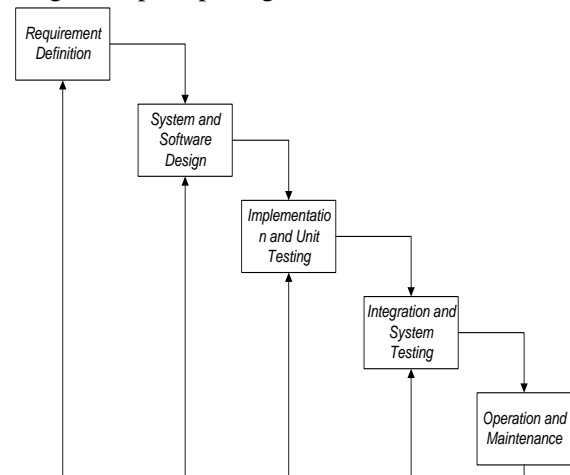 Requirement
Definition
System and
Software
Design
Implementatio
n and Unit
Testing
Integration and
System
Testing
Operation and
Maintenance